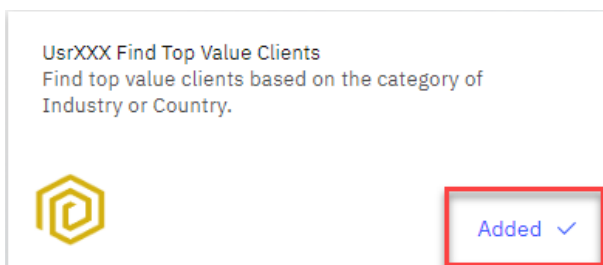 UsrXXX Find Top Value Clients
Find top value clients based on the category of
Industry or Country.
Added